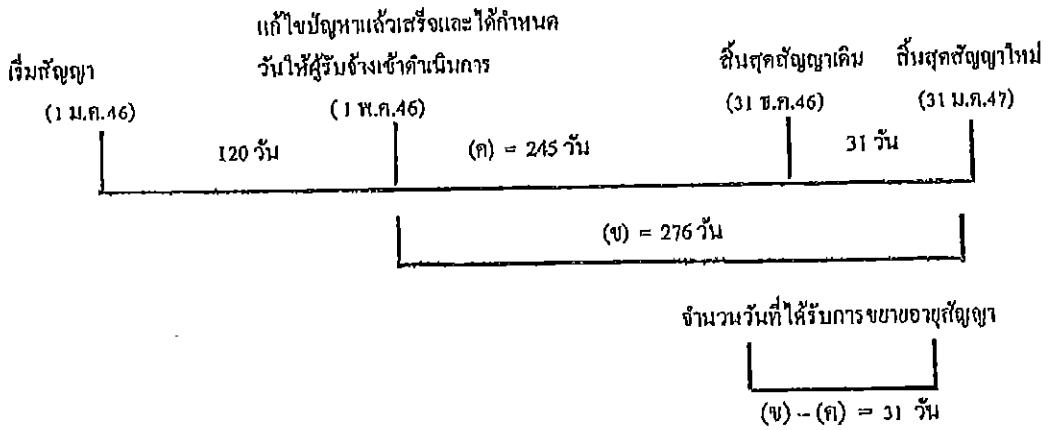 แก้ไขปัญหาแล้วเสร็จและได้กำหนด
วันให้ผู้รับจ้างเข้าดำเนินการ
เริ่มสัญญา
สิ้นสุดสัญญาเดิม
สิ้นสุดสัญญาใหม่
(1 ม.ค.46)
(1 พ.ค.46)
(31 ธ.ค.46)
(31 ม.ค.47)
120 วัน
(ค) = 245 วัน
31 วัน
(ข) = 276 วัน
จำนวนวันที่ได้รับการขยายอายุสัญญา
(ข) – (ค) = 31 วัน